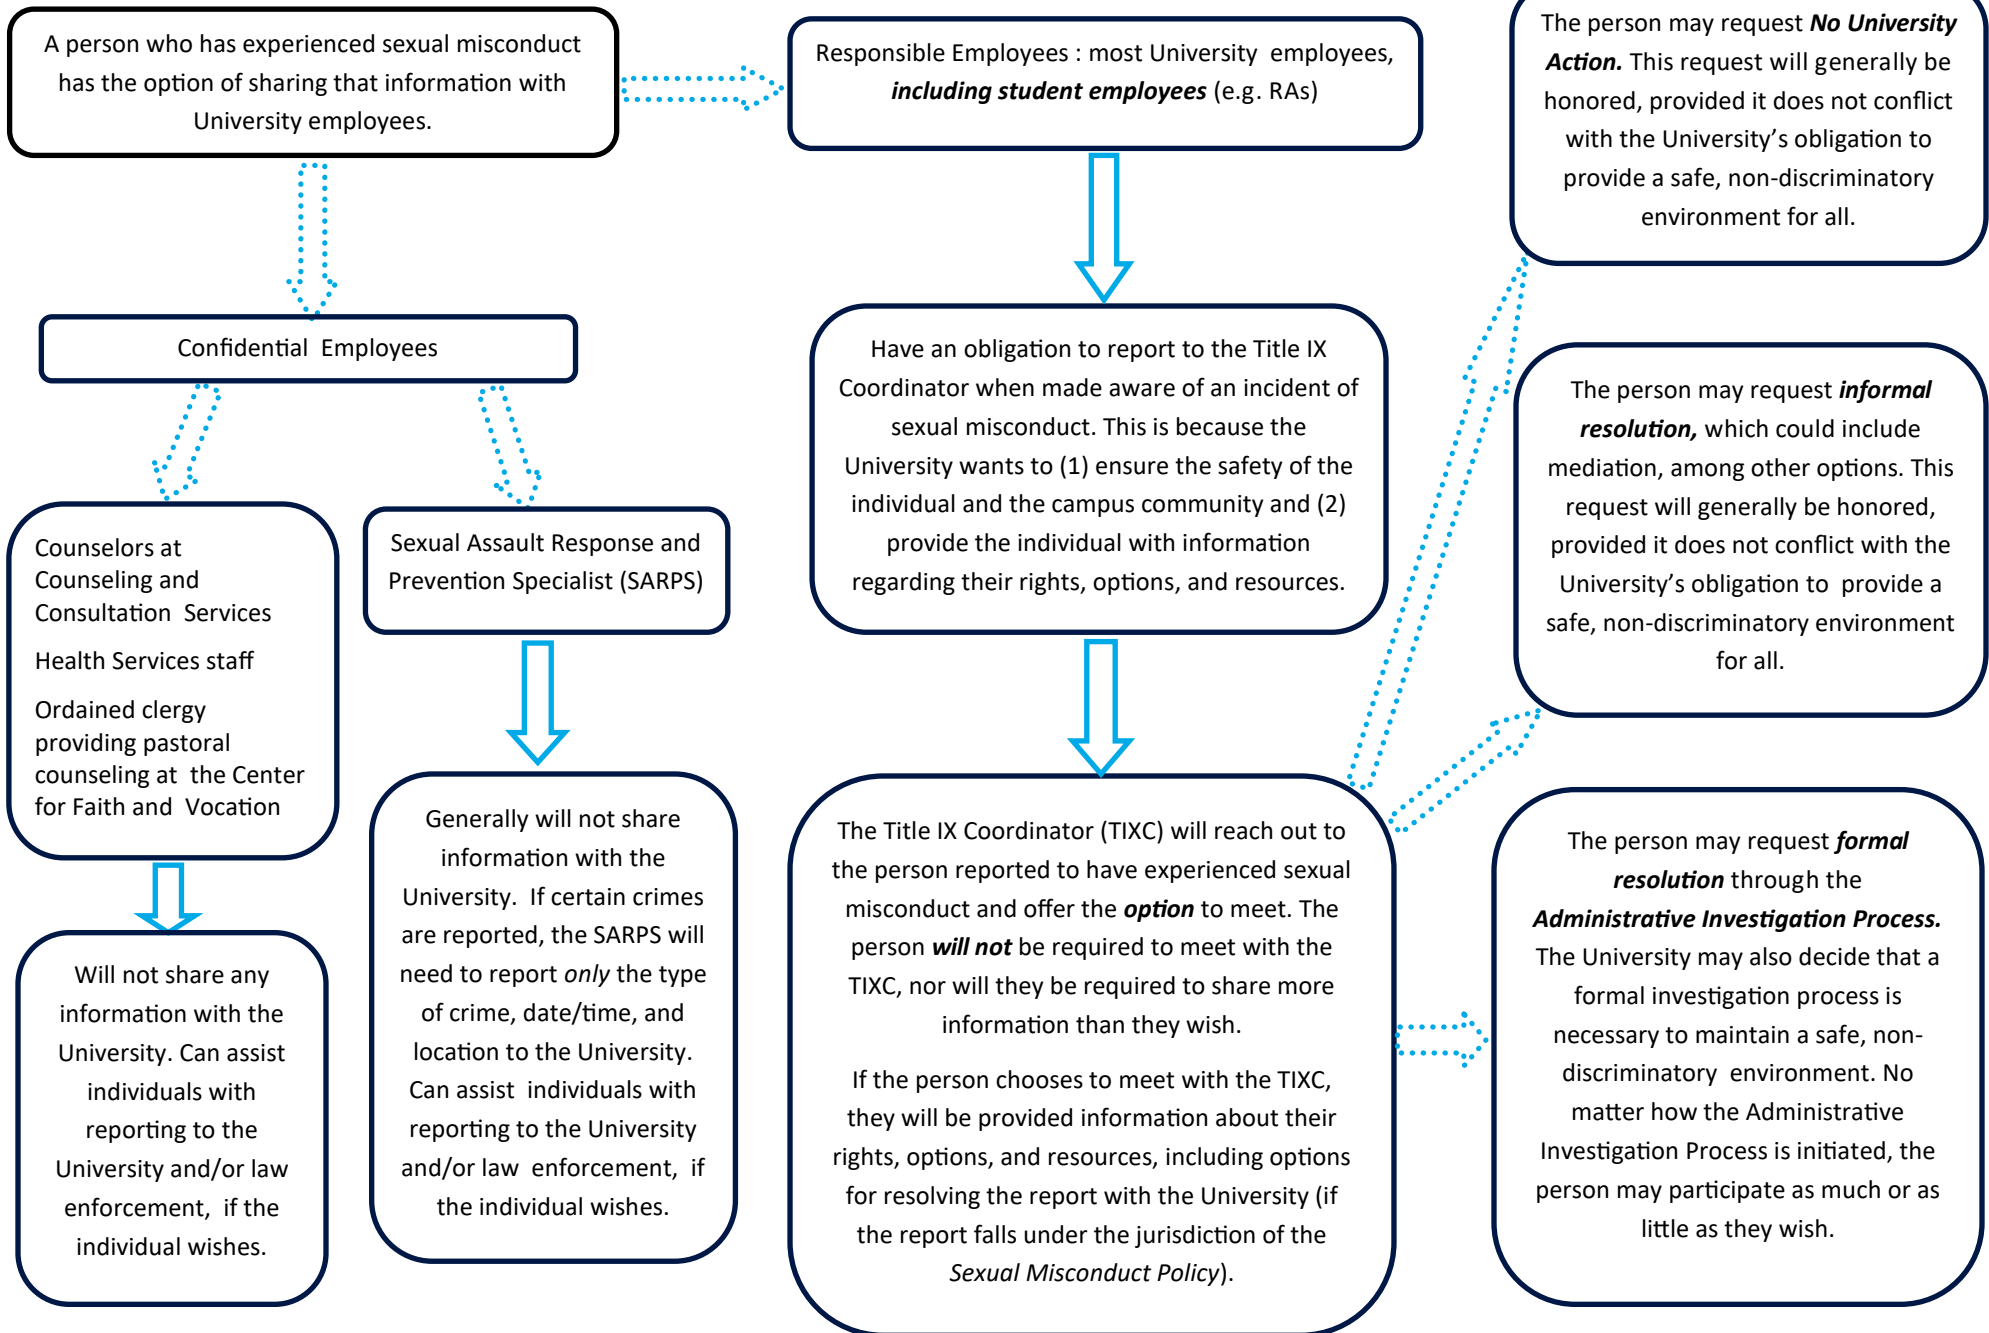 A person who has experienced sexual misconduct
has the option of sharing that information with
University employees.
Responsible Employees : most University employees,
including student employees (e.g. RAs)
The person may request No University
Action. This request will generally be
honored, provided it does not conflict
with the University’s obligation to
provide a safe, non-discriminatory
environment for all.
Confidential Employees
Have an obligation to report to the Title IX
Coordinator when made aware of an incident of
sexual misconduct. This is because the
University wants to (1) ensure the safety of the
individual and the campus community and (2)
provide the individual with information
regarding their rights, options, and resources.
The person may request informal
resolution, which could include
mediation, among other options. This
request will generally be honored,
provided it does not conflict with the
University’s obligation to provide a
safe, non-discriminatory environment
for all.
Counselors at
Counseling and
Consultation Services
Health Services staff
Ordained clergy
providing pastoral
counseling at the Center
for Faith and Vocation
Sexual Assault Response and
Prevention Specialist (SARPS)
Will not share any
information with the
University. Can assist
individuals with
reporting to the
University and/or law
enforcement, if the
individual wishes.
Generally will not share
information with the
University. If certain crimes
are reported, the SARPS will
need to report only the type
of crime, date/time, and
location to the University.
Can assist individuals with
reporting to the University
and/or law enforcement, if
the individual wishes.
The Title IX Coordinator (TIXC) will reach out to
the person reported to have experienced sexual
misconduct and offer the option to meet. The
person will not be required to meet with the
TIXC, nor will they be required to share more
information than they wish.
If the person chooses to meet with the TIXC,
they will be provided information about their
rights, options, and resources, including options
for resolving the report with the University (if
the report falls under the jurisdiction of the
Sexual Misconduct Policy).
The person may request formal
resolution through the
Administrative Investigation Process.
The University may also decide that a
formal investigation process is
necessary to maintain a safe, non-
discriminatory environment. No
matter how the Administrative
Investigation Process is initiated, the
person may participate as much or as
little as they wish.